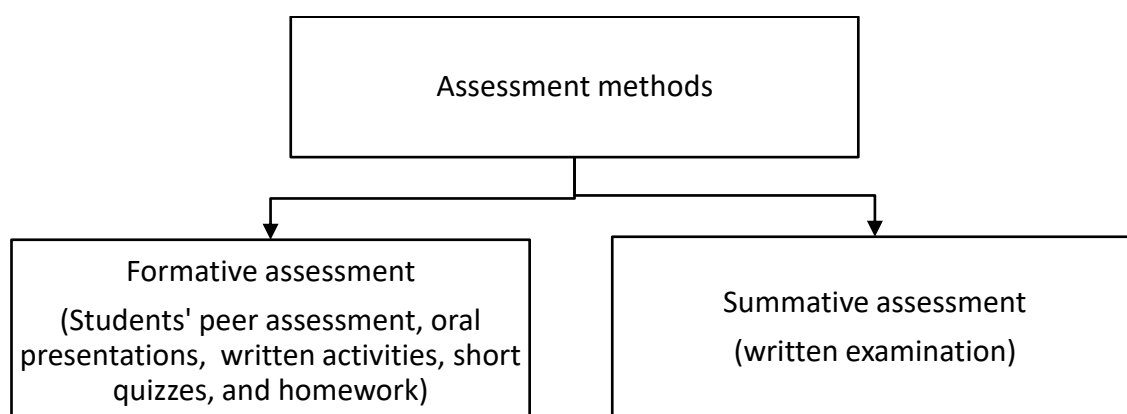 Assessment methods
Formative assessment
(Students' peer assessment, oral
presentations, written activities, short
quizzes, and homework)
Summative assessment
(written examination)